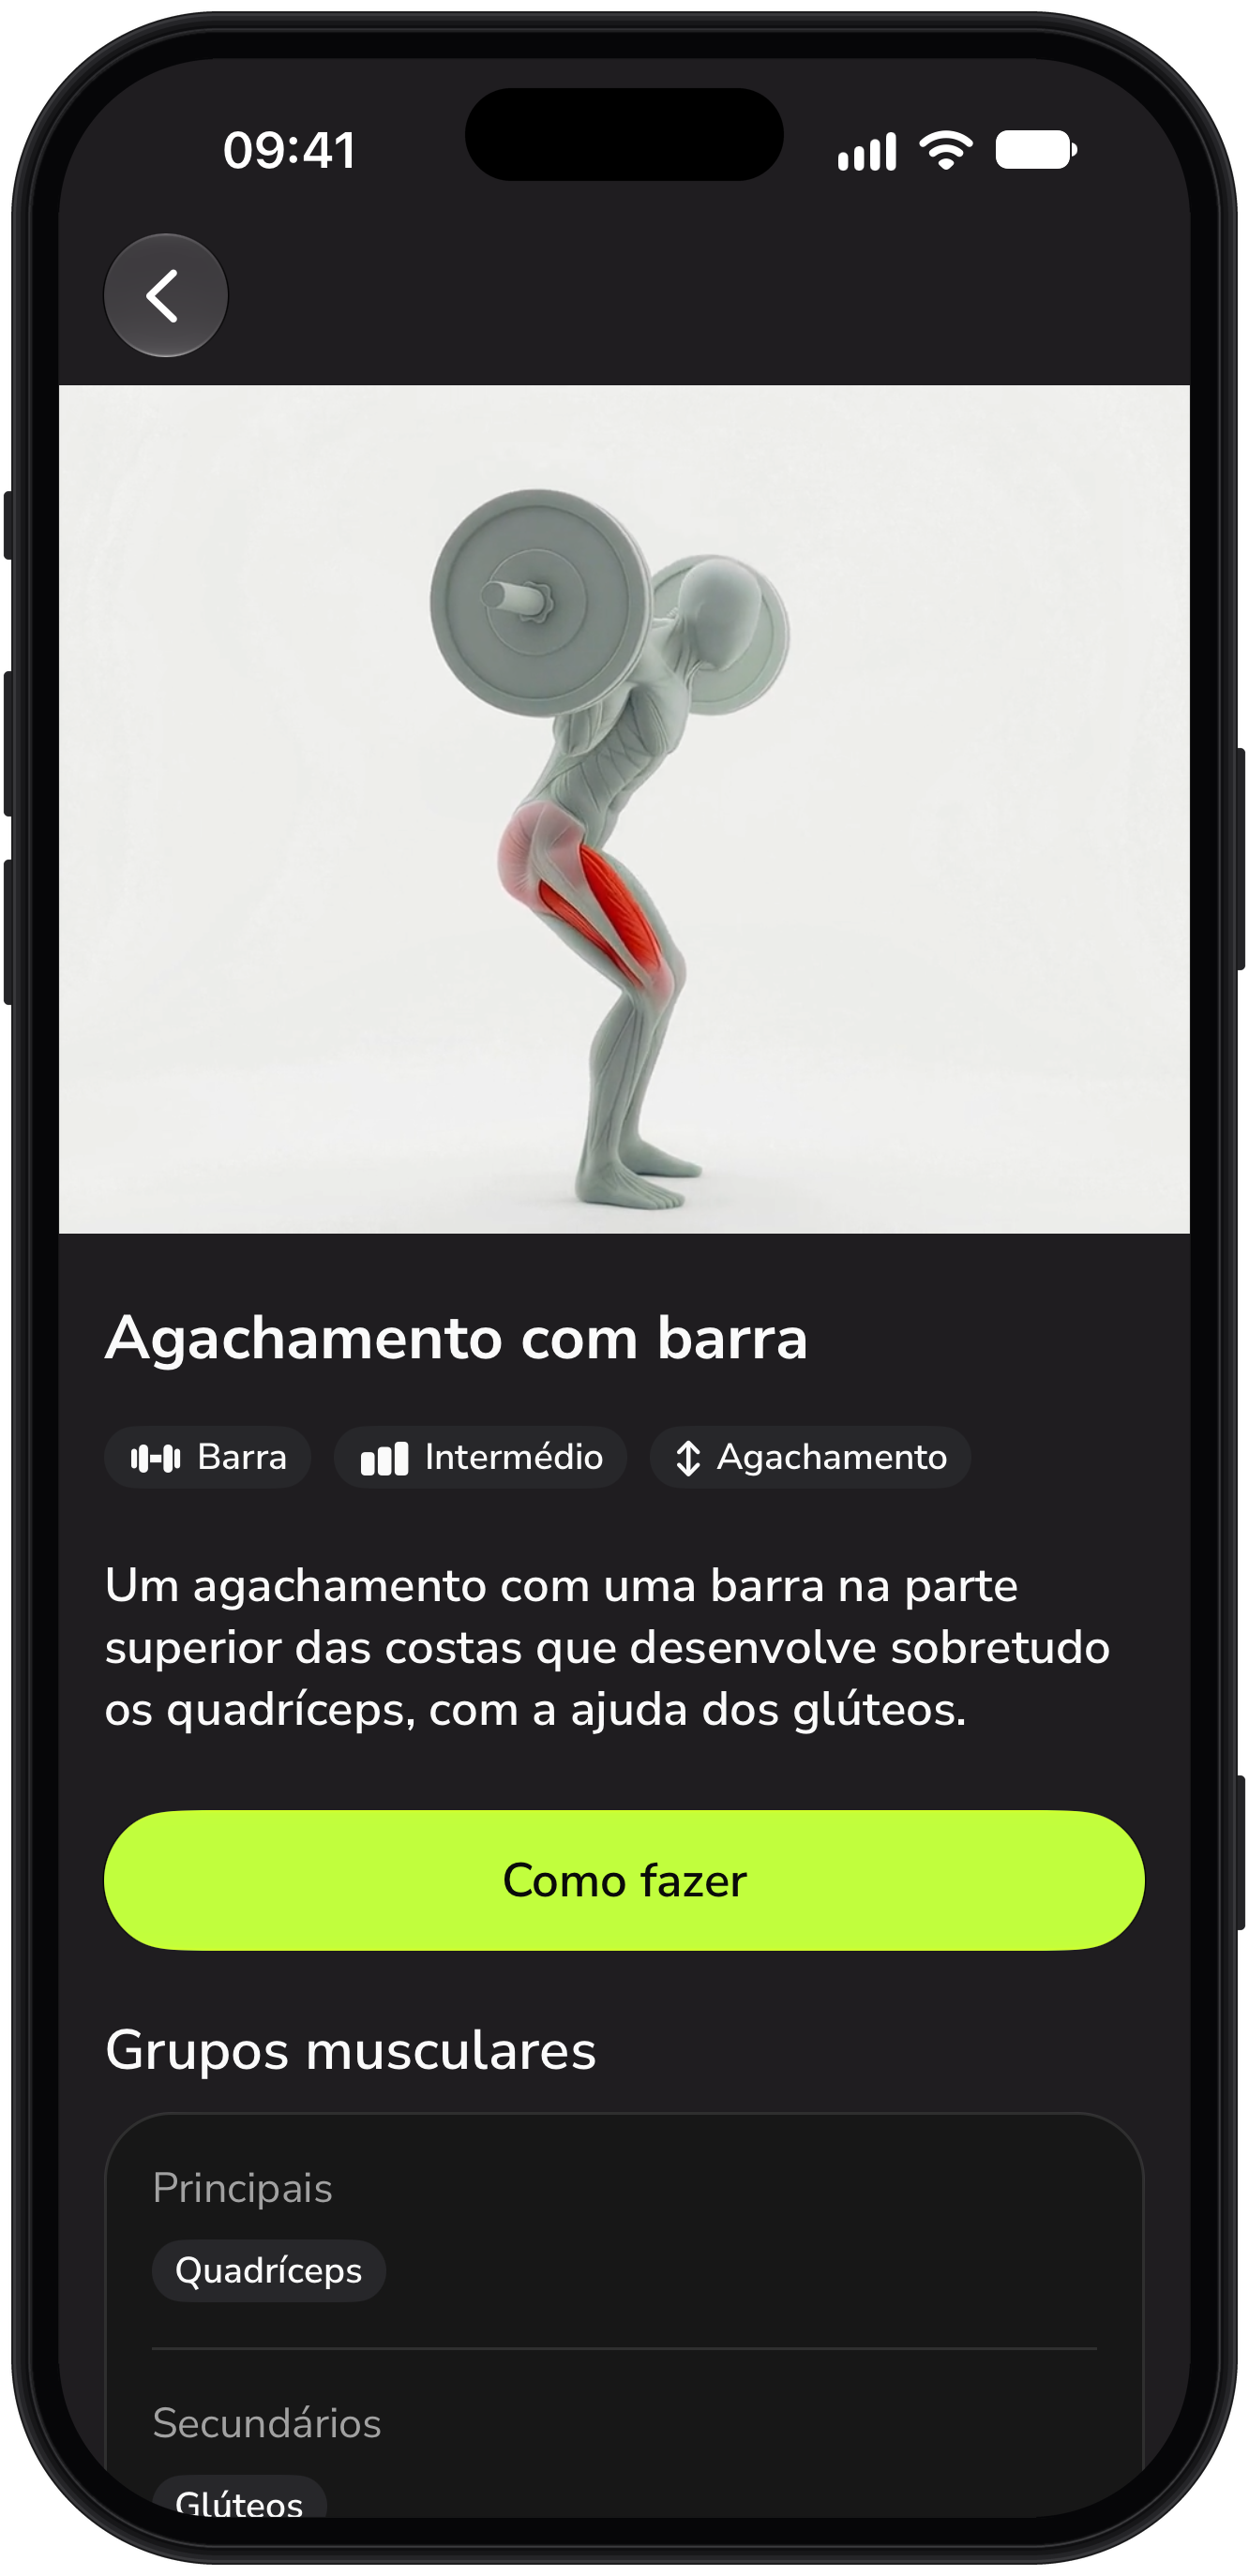 09:41
Agachamento com barra
Barra
Intermédio
Agachamento
Um agachamento com uma barra na parte
superior das costas que desenvolve sobretudo
os quadríceps, com a ajuda dos glúteos.
Como fazer
Grupos musculares
Principais
Quadríceps
Secundários
Glúteos